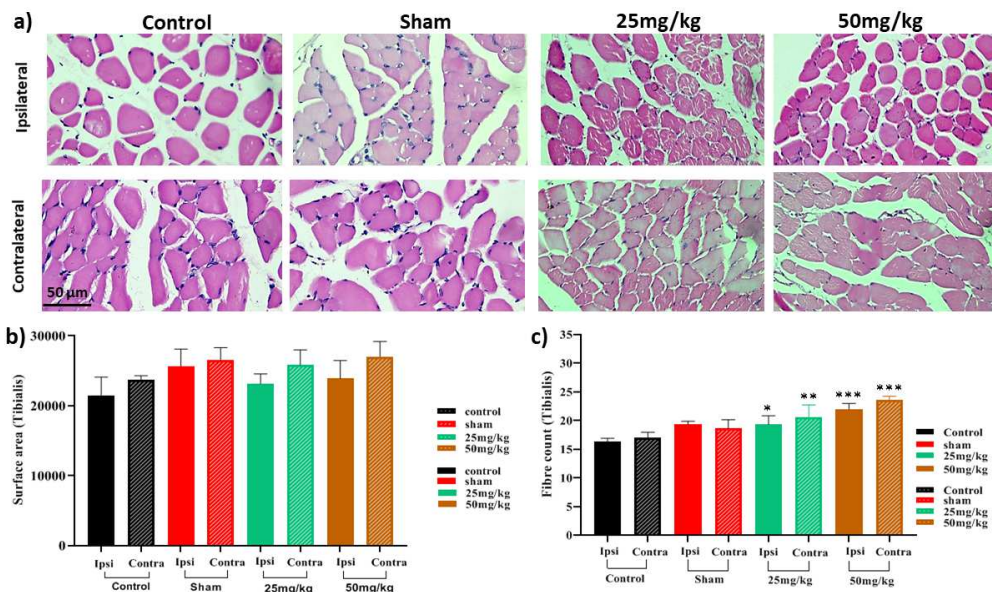 a)
Control
Sham
25mg/kg
50mg/kg
Ipsilateral
Contralateral
50 µm
b)
Surface area (Tibialis)
30000
20000
10000
0
Ipsi Contra Ipsi Contra Ipsi Contra Ipsi Contra
Control Sham 25mg/kg 50mg/kg
control
sham
25mg/kg
50mg/kg
control
sham
25mg/kg
50mg/kg
c)
Fibre count (Tibialis)
35
30
25
20
15
10
5
0
* ** *** ***
Ipsi Contra Ipsi Contra Ipsi Contra Ipsi Contra
Control Sham 25mg/kg 50mg/kg
Control
sham
25mg/kg
50mg/kg
Control
sham
25mg/kg
50mg/kg